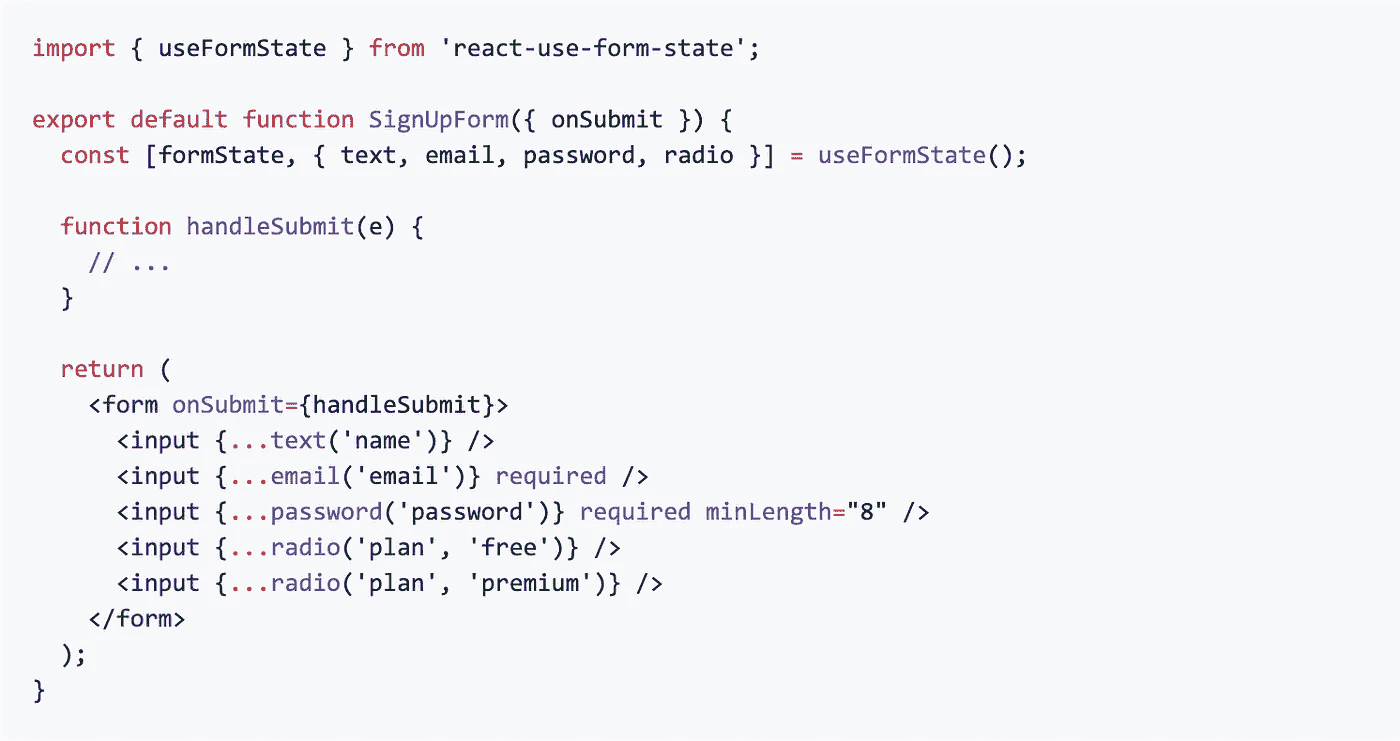 import { useFormState } from 'react-use-form-state';

export default function SignUpForm({ onSubmit }) {
  const [formState, { text, email, password, radio }] = useFormState();

  function handleSubmit(e) {
    // ...
  }

  return (
    <form onSubmit={handleSubmit}>
      <input {...text('name')} />
      <input {...email('email')} required />
      <input {...password('password')} required minLength="8" />
      <input {...radio('plan', 'free')} />
      <input {...radio('plan', 'premium')} />
    </form>
  );
}